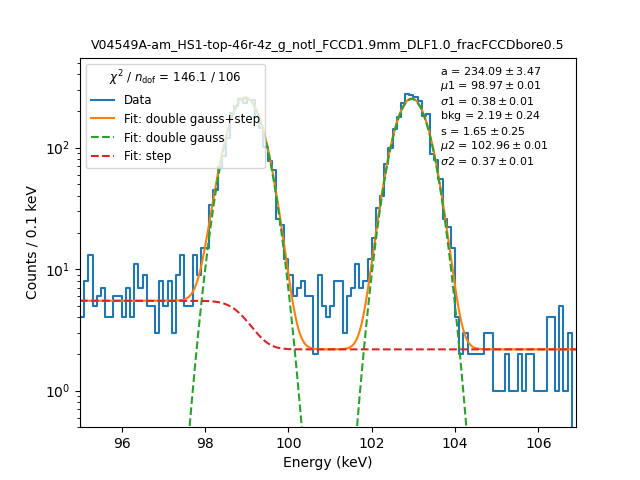 V04549A-am_HS1-top-46r-4z_g_notl_FCCD1.9mm_DLF1.0_fracFCCDbore0.5
χ² / n_dof = 146.1 / 106
Data
Fit: double gauss+step
Fit: double gauss
Fit: step
a = 234.09 ± 3.47
μ1 = 98.97 ± 0.01
σ1 = 0.38 ± 0.01
bkg = 2.19 ± 0.24
s = 1.65 ± 0.25
μ2 = 102.96 ± 0.01
σ2 = 0.37 ± 0.01
Counts / 0.1 keV
10²
10¹
10⁰
96 98 100 102 104 106
Energy (keV)